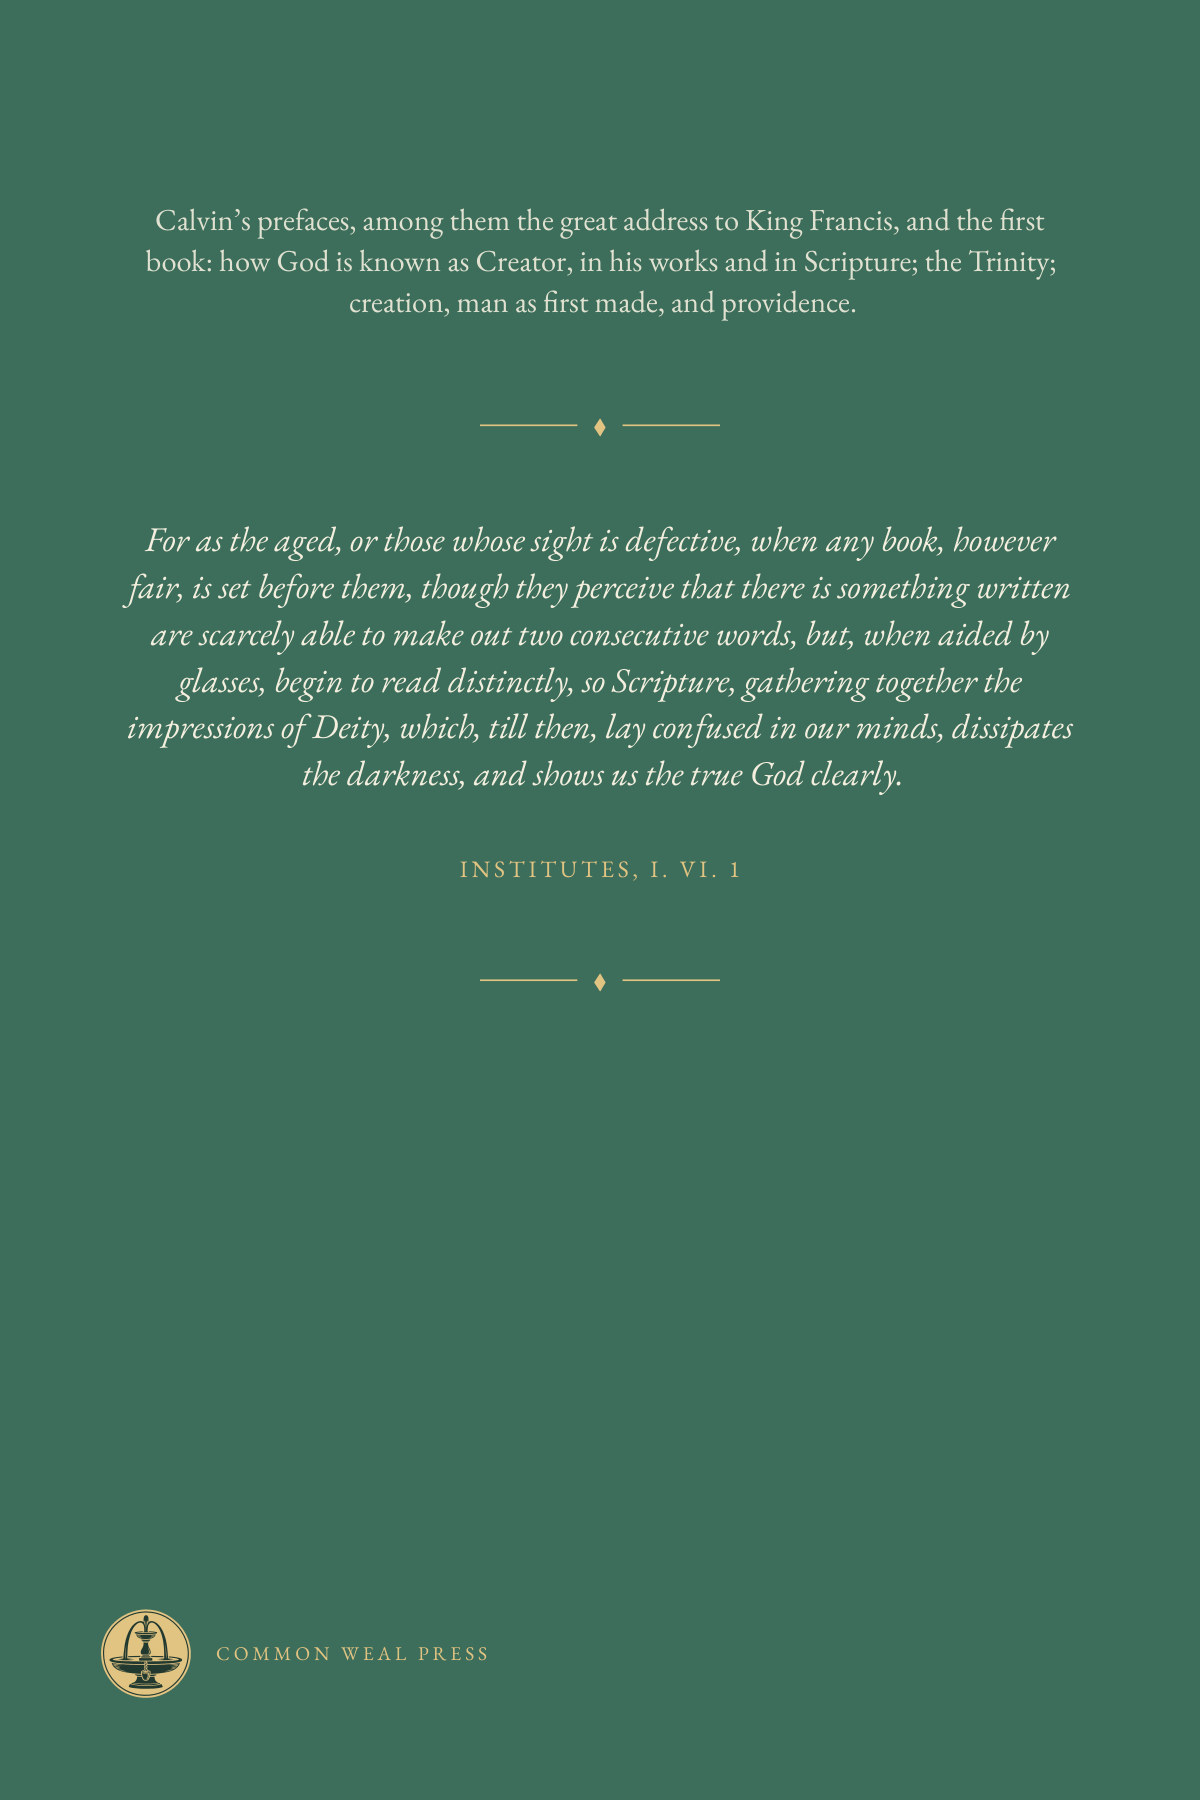 Calvin’s prefaces, among them the great address to King Francis, and the first
book: how God is known as Creator, in his works and in Scripture; the Trinity;
creation, man as first made, and providence.
For as the aged, or those whose sight is defective, when any book, however
fair, is set before them, though they perceive that there is something written
are scarcely able to make out two consecutive words, but, when aided by
glasses, begin to read distinctly, so Scripture, gathering together the
impressions of Deity, which, till then, lay confused in our minds, dissipates
the darkness, and shows us the true God clearly.
INSTITUTES, I. VI. 1
COMMON WEAL PRESS